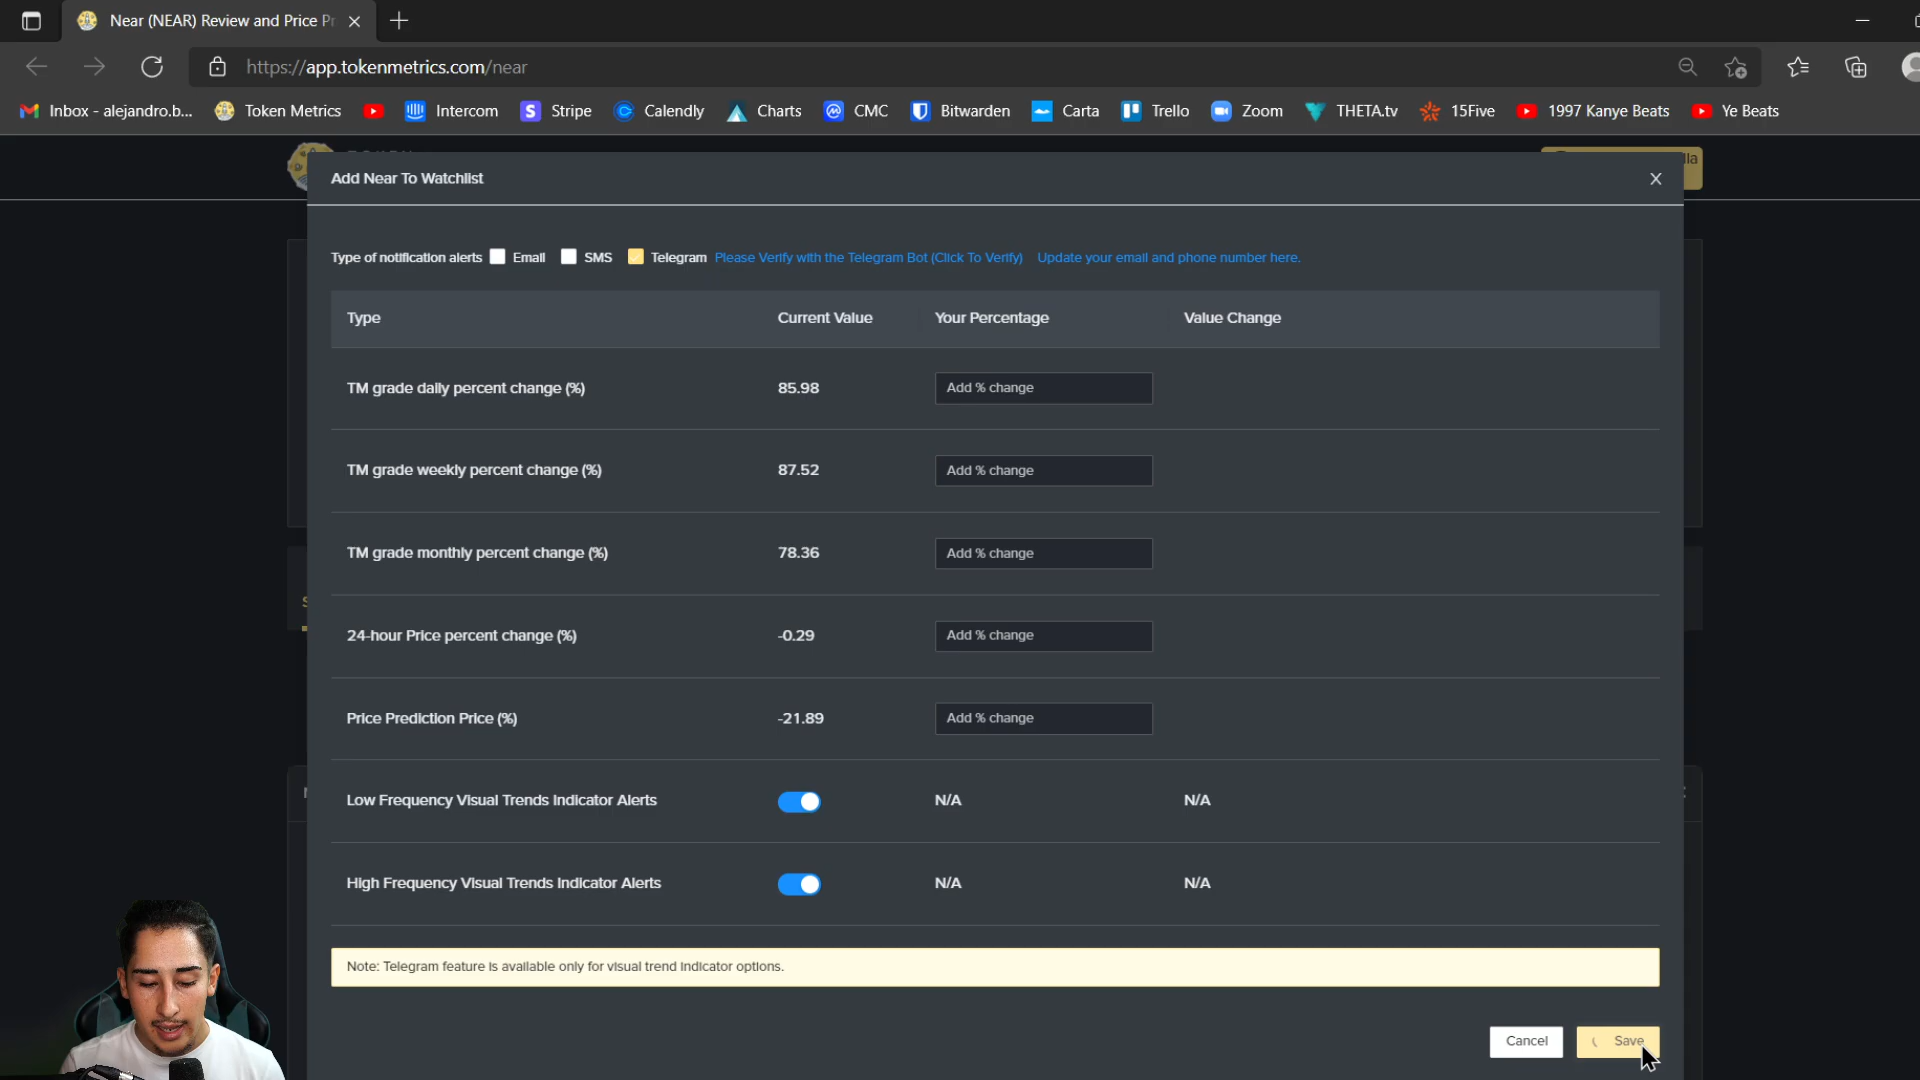 Near (NEAR) Review and Price Pr
https://app.tokenmetrics.com/near
Inbox - alejandro.b... Token Metrics Intercom Stripe Calendly Charts CMC Bitwarden Carta Trello Zoom THETA.tv 15Five 1997 Kanye Beats Ye Beats
Add Near To Watchlist X
Type of notification alerts Email SMS Telegram Please Verify with the Telegram Bot (Click To Verify) Update your email and phone number here.
Type Current Value Your Percentage Value Change
TM grade daily percent change (%) 85.98 Add % change
TM grade weekly percent change (%) 87.52 Add % change
TM grade monthly percent change (%) 78.36 Add % change
24-hour Price percent change (%) -0.29 Add % change
Price Prediction Price (%) -21.89 Add % change
Low Frequency Visual Trends Indicator Alerts N/A N/A
High Frequency Visual Trends Indicator Alerts N/A N/A
Note: Telegram feature is available only for visual trend indicator options.
Cancel Save